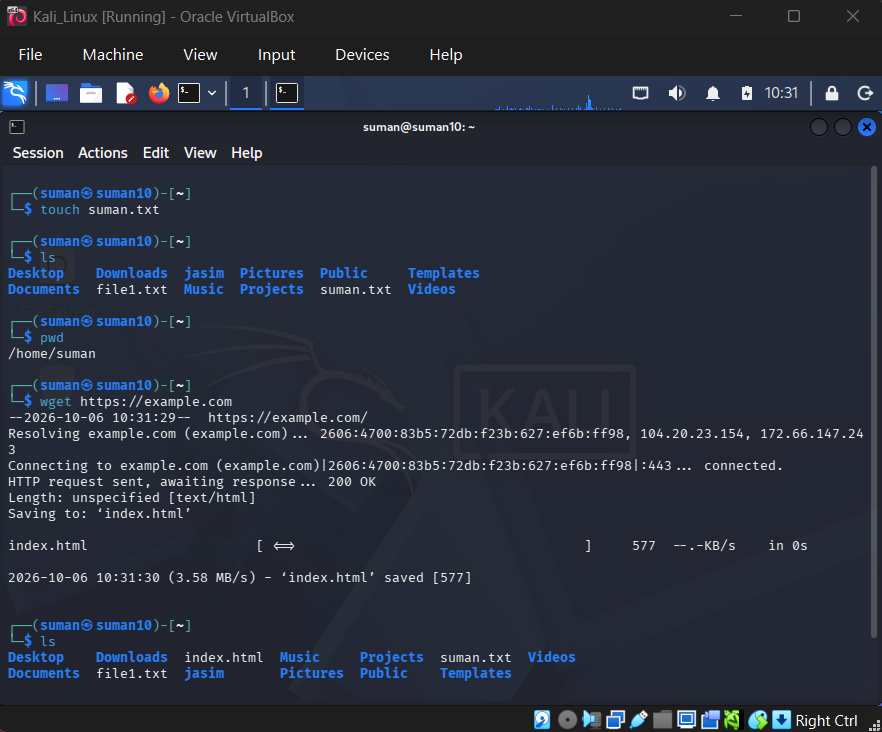 Kali_Linux [Running] - Oracle VirtualBox
File Machine View Input Devices Help
1 10:31
suman@suman10: ~
Session Actions Edit View Help
┌──(suman㉿suman10)-[~]
└─$ touch suman.txt
┌──(suman㉿suman10)-[~]
└─$ ls
Desktop Downloads jasim Pictures Public Templates
Documents file1.txt Music Projects suman.txt Videos
┌──(suman㉿suman10)-[~]
└─$ pwd
/home/suman
┌──(suman㉿suman10)-[~]
└─$ wget https://example.com
--2026-10-06 10:31:29-- https://example.com/
Resolving example.com (example.com)... 2606:4700:83b5:72db:f23b:627:ef6b:ff98, 104.20.23.154, 172.66.147.24
3
Connecting to example.com (example.com)|2606:4700:83b5:72db:f23b:627:ef6b:ff98|:443... connected.
HTTP request sent, awaiting response... 200 OK
Length: unspecified [text/html]
Saving to: ‘index.html’
index.html [ <=> ] 577 --.-KB/s in 0s
2026-10-06 10:31:30 (3.58 MB/s) - ‘index.html’ saved [577]
┌──(suman㉿suman10)-[~]
└─$ ls
Desktop Downloads index.html Music Projects suman.txt Videos
Documents file1.txt jasim Pictures Public Templates
KALI
Right Ctrl